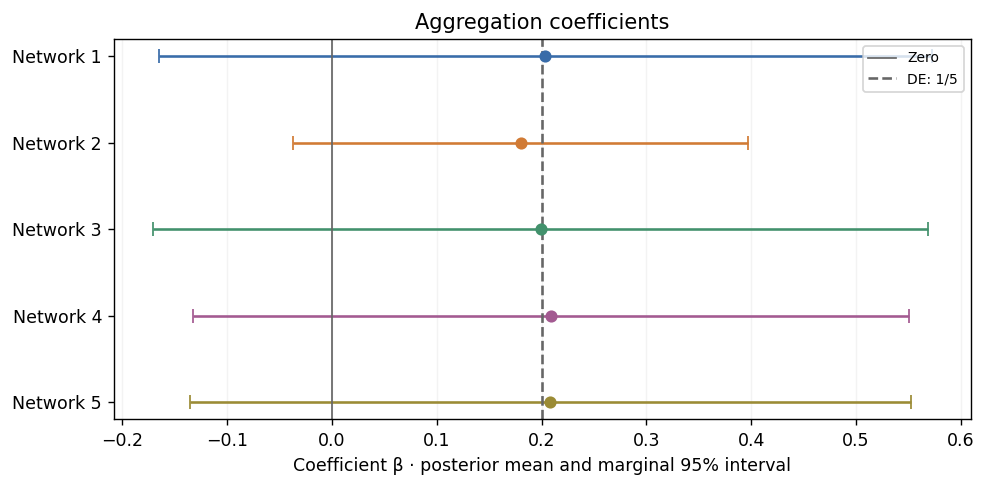 Aggregation coefficients
Network 1
Network 2
Network 3
Network 4
Network 5
Zero
DE: 1/5
−0.2 −0.1 0.0 0.1 0.2 0.3 0.4 0.5 0.6
Coefficient β · posterior mean and marginal 95% interval